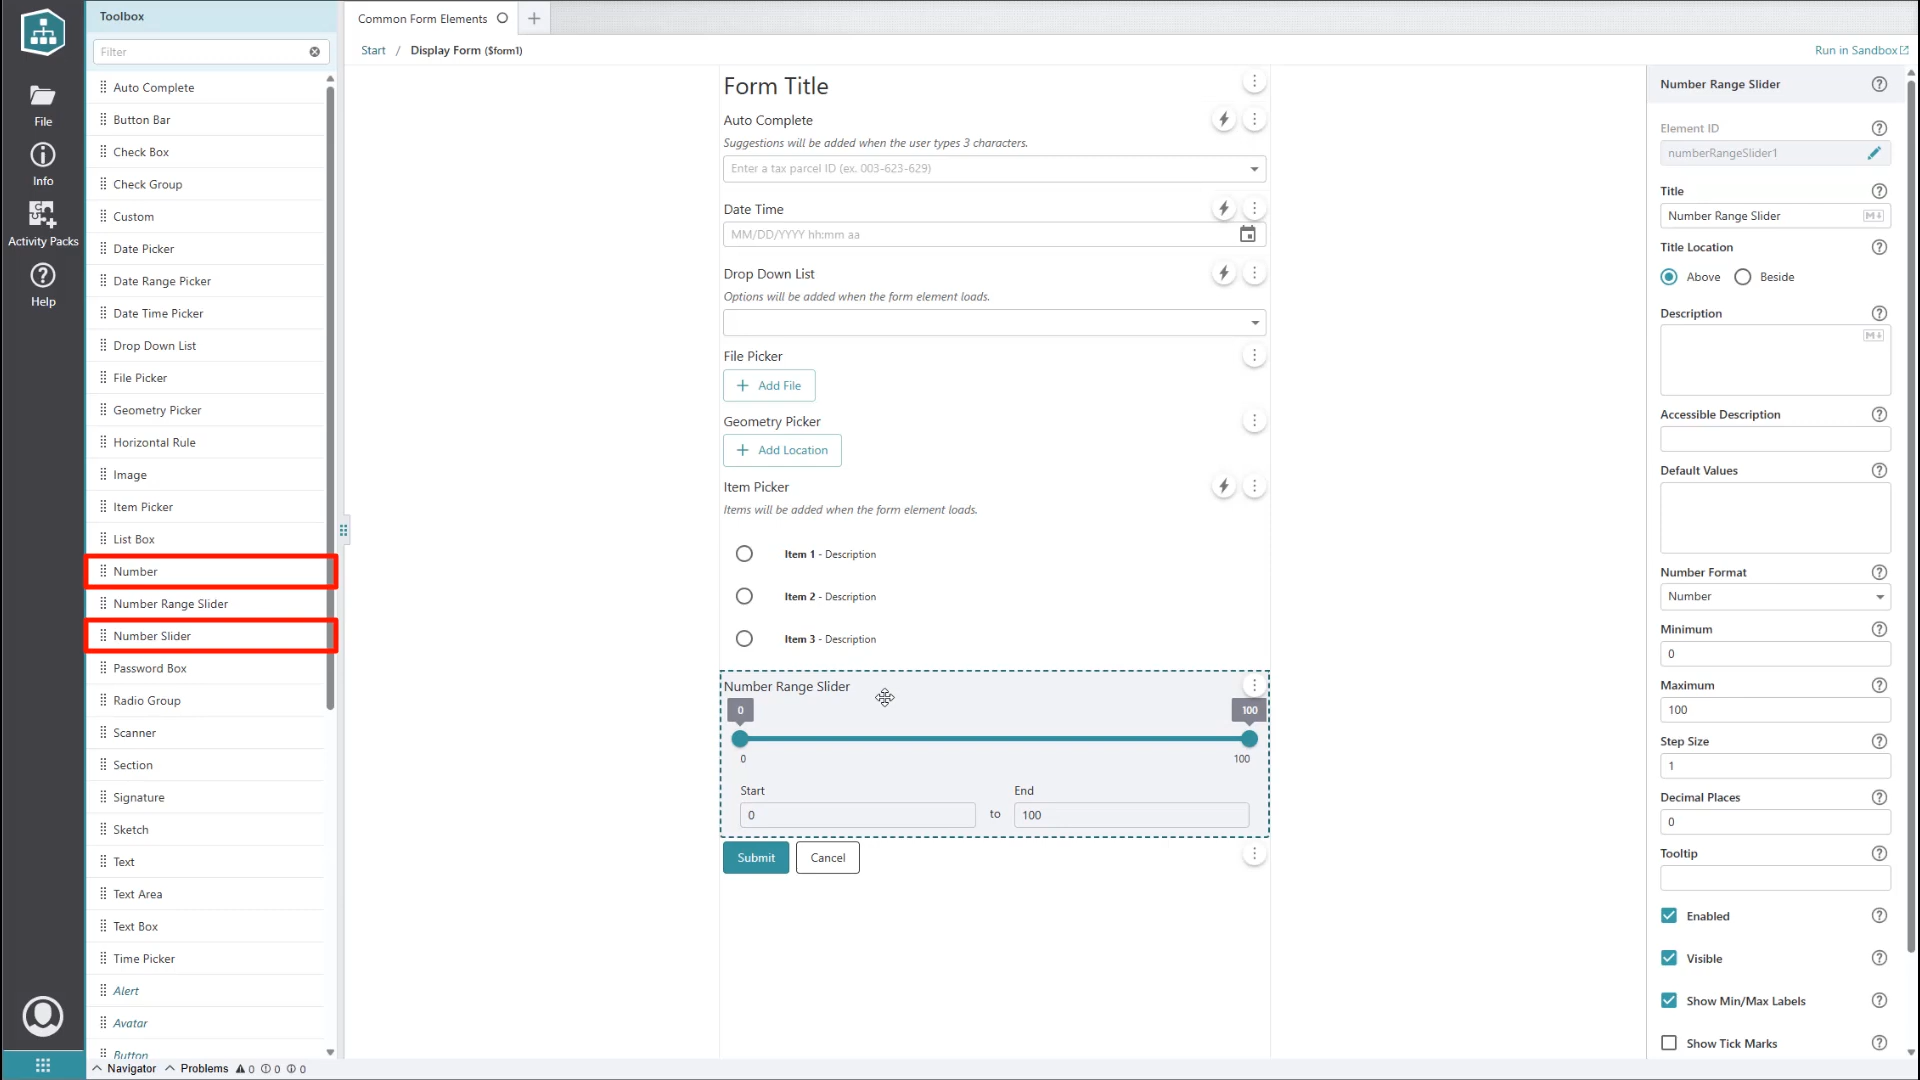 Toolbox
Filter
File
Info
Activity Packs
Help
Auto Complete
Button Bar
Check Box
Check Group
Custom
Date Picker
Date Range Picker
Date Time Picker
Drop Down List
File Picker
Geometry Picker
Horizontal Rule
Image
Item Picker
List Box
Number
Number Range Slider
Number Slider
Password Box
Radio Group
Scanner
Section
Signature
Sketch
Text
Text Area
Text Box
Time Picker
Alert
Avatar
Button
Navigator Problems 0 0 0
Common Form Elements
Start / Display Form ($form1)
Run in Sandbox
Form Title
Auto Complete
Suggestions will be added when the user types 3 characters.
Enter a tax parcel ID (ex. 003-623-629)
Date Time
MM/DD/YYYY hh:mm aa
Drop Down List
Options will be added when the form element loads.
File Picker
Add File
Geometry Picker
Add Location
Item Picker
Items will be added when the form element loads.
Item 1 - Description
Item 2 - Description
Item 3 - Description
Number Range Slider
0 100
0 100
Start End
0 to 100
Submit Cancel
Number Range Slider
Element ID
numberRangeSlider1
Title
Number Range Slider
Title Location
Above Beside
Description
Accessible Description
Default Values
Number Format
Number
Minimum
0
Maximum
100
Step Size
1
Decimal Places
0
Tooltip
Enabled
Visible
Show Min/Max Labels
Show Tick Marks